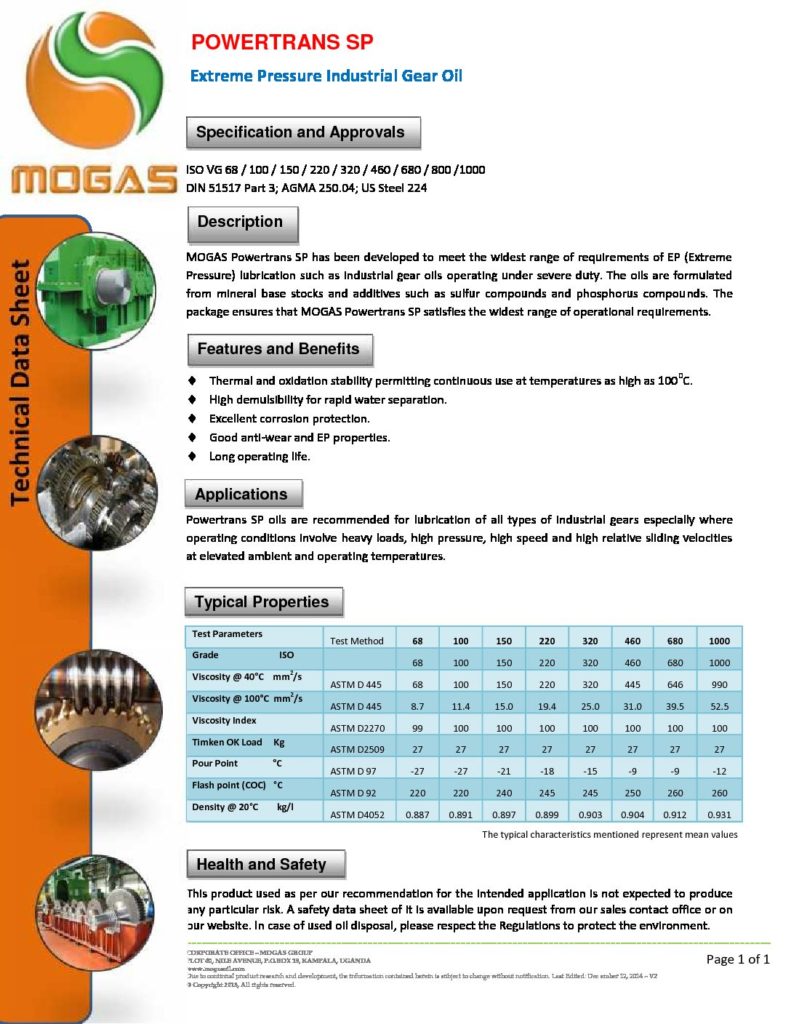 POWERTRANS SP
Extreme Pressure Industrial Gear Oil
MOGAS
Technical Data Sheet
Specification and Approvals
ISO VG 68 / 100 / 150 / 220 / 320 / 460 / 680 / 800 /1000
DIN 51517 Part 3; AGMA 250.04; US Steel 224
Description
MOGAS Powertrans SP has been developed to meet the widest range of requirements of EP (Extreme
Pressure) lubrication such as industrial gear oils operating under severe duty. The oils are formulated
from mineral base stocks and additives such as sulfur compounds and phosphorus compounds. The
package ensures that MOGAS Powertrans SP satisfies the widest range of operational requirements.
Features and Benefits
♦ Thermal and oxidation stability permitting continuous use at temperatures as high as 100°C.
♦ High demulsibility for rapid water separation.
♦ Excellent corrosion protection.
♦ Good anti-wear and EP properties.
♦ Long operating life.
Applications
Powertrans SP oils are recommended for lubrication of all types of industrial gears especially where
operating conditions involve heavy loads, high pressure, high speed and high relative sliding velocities
at elevated ambient and operating temperatures.
Typical Properties
Test Parameters Test Method 68 100 150 220 320 460 680 1000
Grade ISO 68 100 150 220 320 460 680 1000
Viscosity @ 40°C mm²/s ASTM D 445 68 100 150 220 320 445 646 990
Viscosity @ 100°C mm²/s ASTM D 445 8.7 11.4 15.0 19.4 25.0 31.0 39.5 52.5
Viscosity Index ASTM D2270 99 100 100 100 100 100 100 100
Timken OK Load Kg ASTM D2509 27 27 27 27 27 27 27 27
Pour Point °C ASTM D 97 -27 -27 -21 -18 -15 -9 -9 -12
Flash point (COC) °C ASTM D 92 220 220 240 245 245 250 260 260
Density @ 20°C kg/l ASTM D4052 0.887 0.891 0.897 0.899 0.903 0.904 0.912 0.931
The typical characteristics mentioned represent mean values
Health and Safety
This product used as per our recommendation for the intended application is not expected to produce
any particular risk. A safety data sheet of it is available upon request from our sales contact office or on
our website. In case of used oil disposal, please respect the Regulations to protect the environment.
CORPORATE OFFICE – MOGAS GROUP
NILE AVENUE, KAMPALA, UGANDA
Due to continual product research and development, the information contained herein is subject to change without notification. Last Edited: December 2014 – V2
© Copyright All rights reserved.
Page 1 of 1